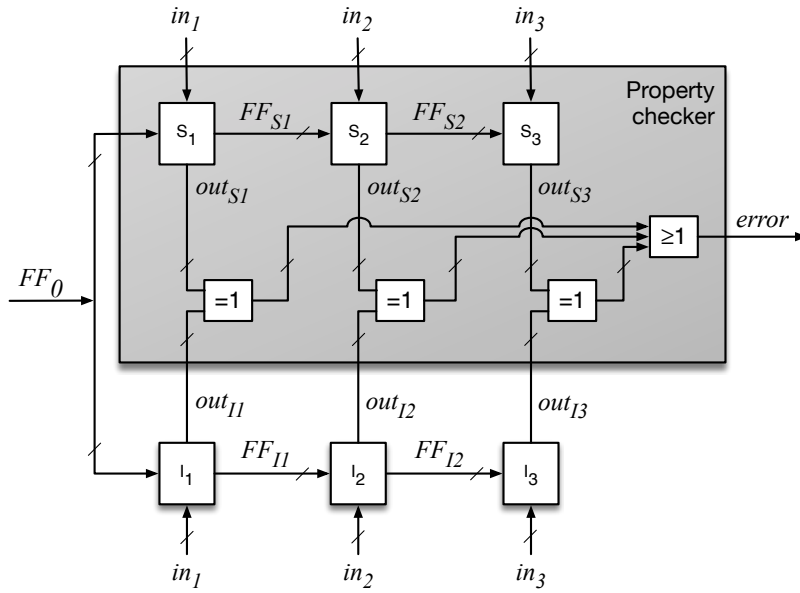 in1 in2 in3
Property
checker
S1 FFS1 S2 FFS2 S3
outS1 outS2 outS3
≥1 error
FF0
=1 =1 =1
outI1 outI2 outI3
I1 FFI1 I2 FFI2 I3
in1 in2 in3